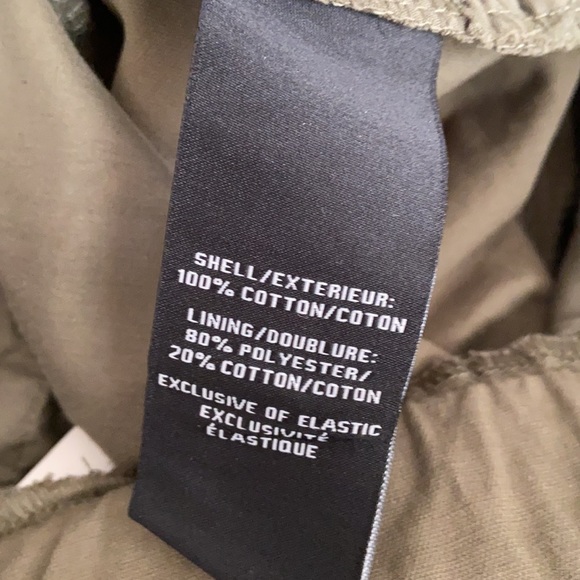 SHELL/EXTERIEUR:
100% COTTON/COTON
LINING/DOUBLURE:
80% POLYESTER/
20% COTTON/COTON
EXCLUSIVE OF ELASTIC
EXCLUSIVITÉ
ÉLASTIQUE